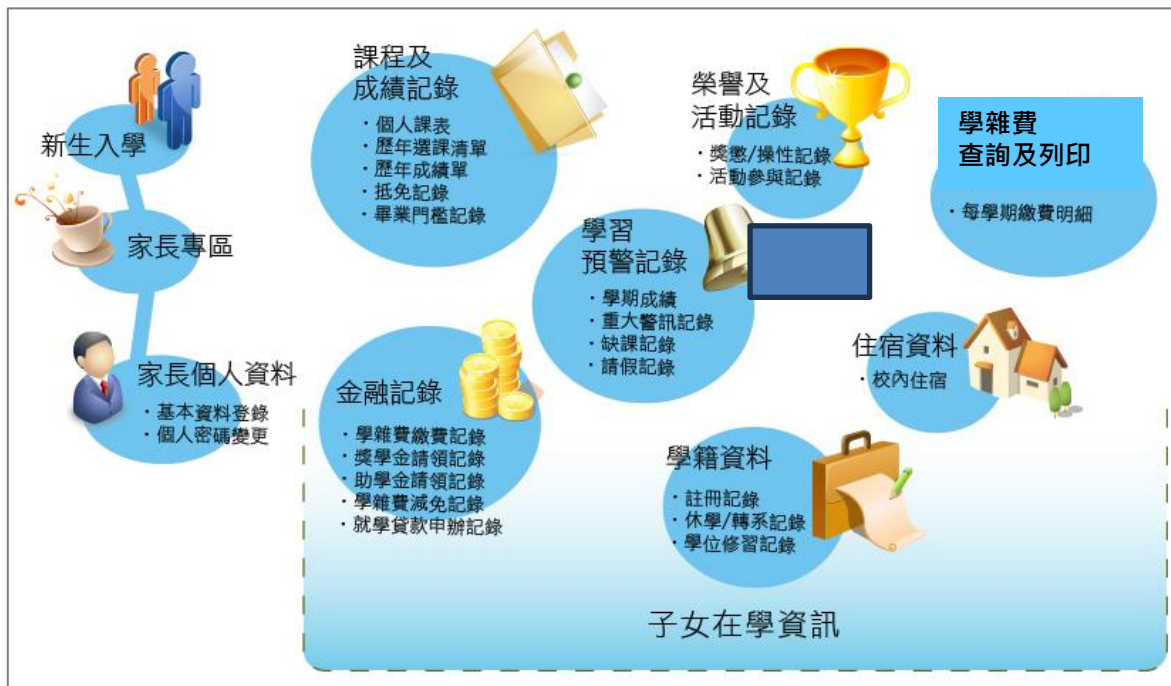 新生入學
家長專區
家長個人資料
・基本資料登錄
・個人密碼變更
課程及
成績記錄
・個人課表
・歷年選課清單
・歷年成績單
・抵免記錄
・畢業門檻記錄
榮譽及
活動記錄
・獎懲/操性記錄
・活動參與記錄
學雜費
查詢及列印
・每學期繳費明細
學習
預警記錄
・學期成績
・重大警訊記錄
・缺課記錄
・請假記錄
住宿資料
・校內住宿
金融記錄
・學雜費繳費記錄
・獎學金請領記錄
・助學金請領記錄
・學雜費減免記錄
・就學貸款申辦記錄
學籍資料
・註冊記錄
・休學/轉系記錄
・學位修習記錄
子女在學資訊